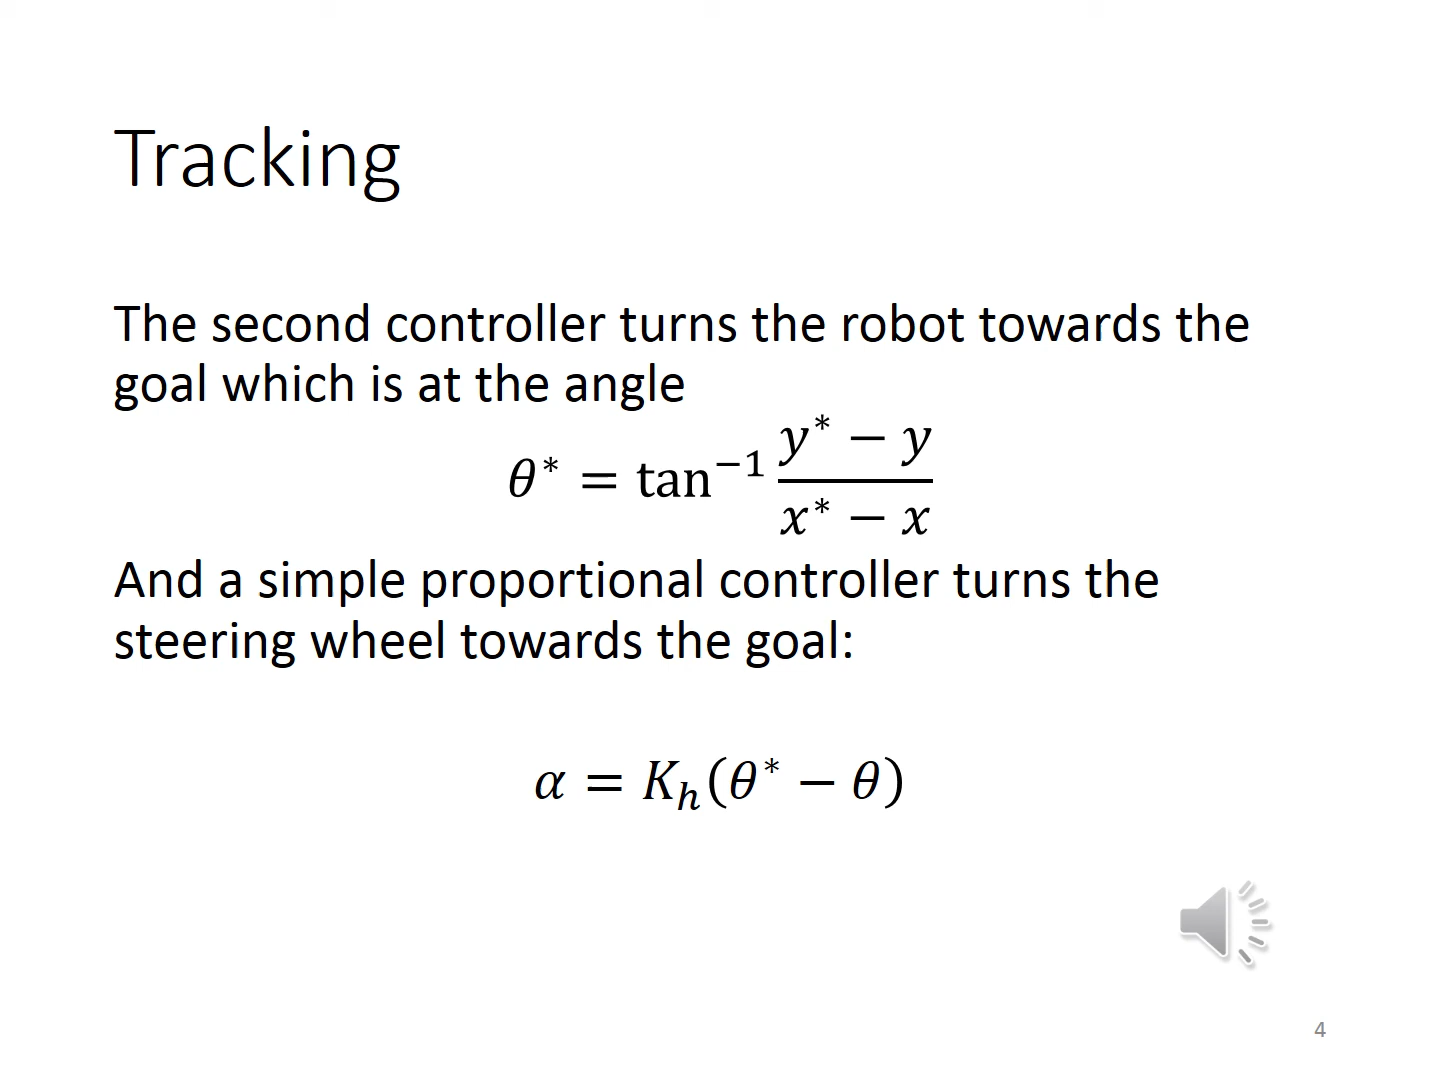 Tracking
The second controller turns the robot towards the
goal which is at the angle
θ* = tan⁻¹ (y* − y)/(x* − x)
And a simple proportional controller turns the
steering wheel towards the goal:
α = Kₕ(θ* − θ)
4